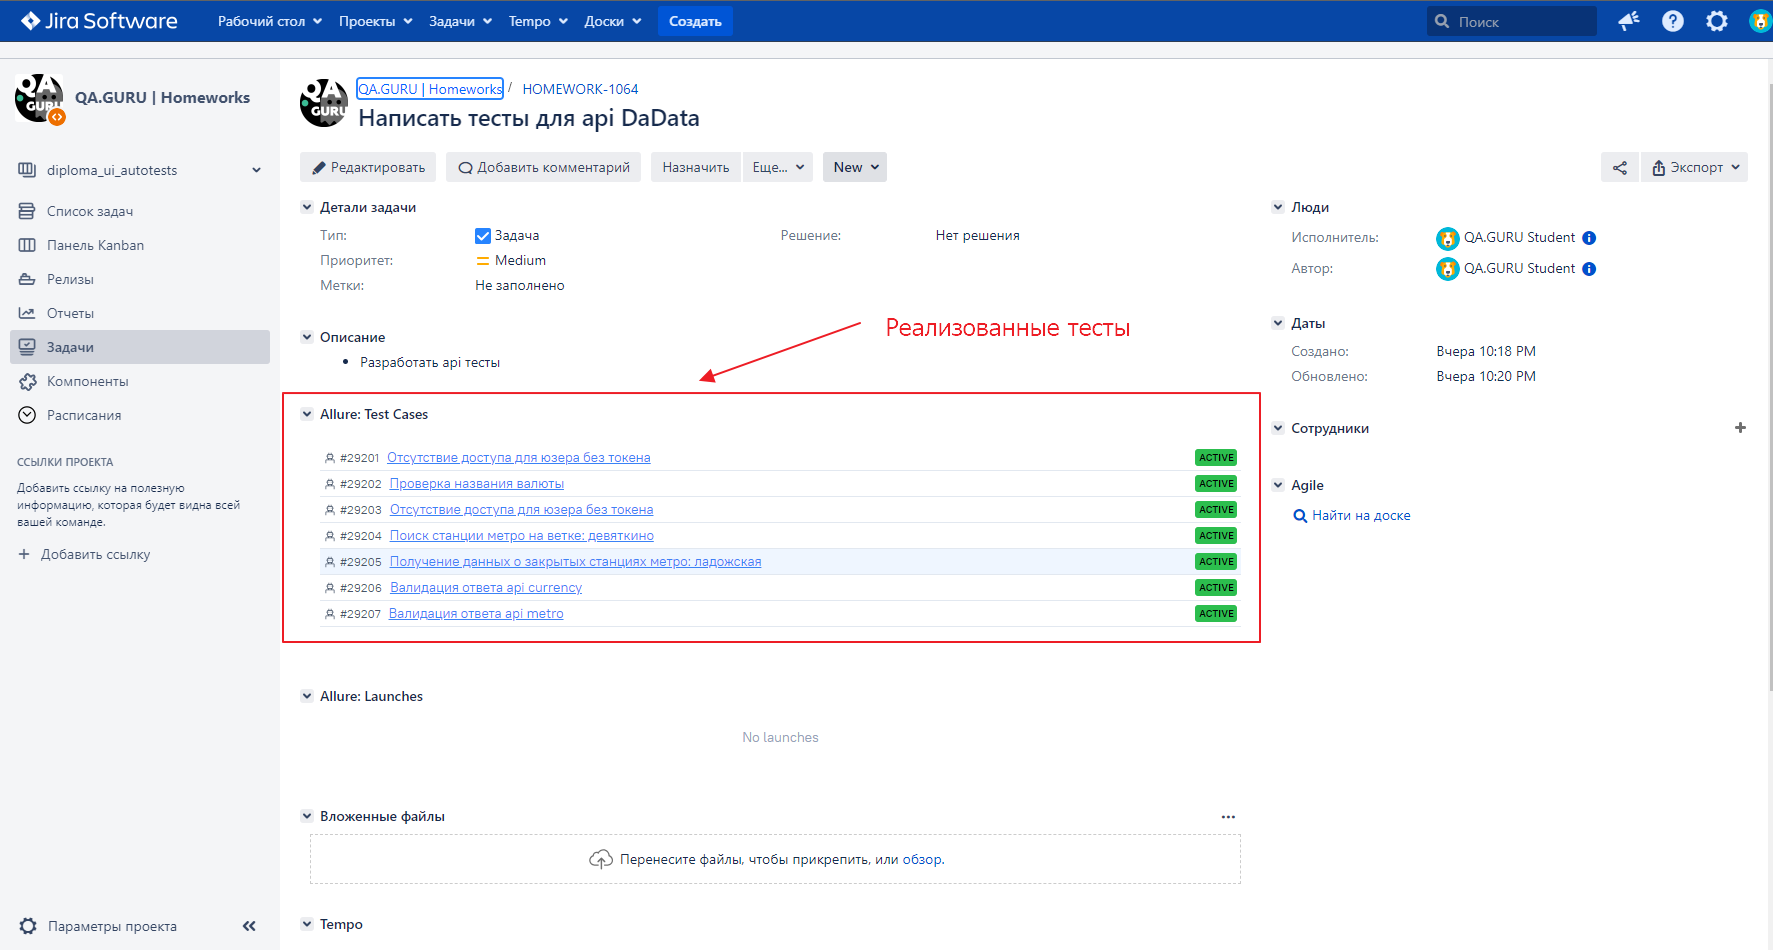 Jira Software Рабочий стол Проекты Задачи Tempo Доски Создать Поиск
QA GURU
QA.GURU | Homeworks
diploma_ui_autotests
Список задач
Панель Kanban
Релизы
Отчеты
Задачи
Компоненты
Расписания
ССЫЛКИ ПРОЕКТА
Добавить ссылку на полезную
информацию, которая будет видна всей
вашей команде.
+ Добавить ссылку
Параметры проекта
QA GURU
QA.GURU | Homeworks / HOMEWORK-1064
Написать тесты для api DaData
Редактировать Добавить комментарий Назначить Еще... New Экспорт
Детали задачи
Тип: Задача Решение: Нет решения
Приоритет: Medium
Метки: Не заполнено
Описание
• Разработать api тесты
Реализованные тесты
Allure: Test Cases
#29201 Отсутствие доступа для юзера без токена ACTIVE
#29202 Проверка названия валюты ACTIVE
#29203 Отсутствие доступа для юзера без токена ACTIVE
#29204 Поиск станции метро на ветке: девяткино ACTIVE
#29205 Получение данных о закрытых станциях метро: ладожская ACTIVE
#29206 Валидация ответа api currency ACTIVE
#29207 Валидация ответа api metro ACTIVE
Allure: Launches
No launches
Вложенные файлы
Перенесите файлы, чтобы прикрепить, или обзор.
Tempo
Люди
Исполнитель: QA.GURU Student
Автор: QA.GURU Student
Даты
Создано: Вчера 10:18 PM
Обновлено: Вчера 10:20 PM
Сотрудники
Agile
Найти на доске